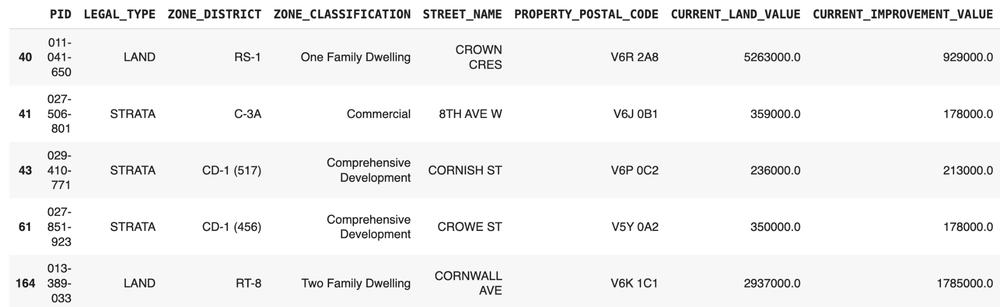 PID LEGAL_TYPE ZONE_DISTRICT ZONE_CLASSIFICATION STREET_NAME PROPERTY_POSTAL_CODE CURRENT_LAND_VALUE CURRENT_IMPROVEMENT_VALUE
40 011-041-650 LAND RS-1 One Family Dwelling CROWN CRES V6R 2A8 5263000.0 929000.0
41 027-506-801 STRATA C-3A Commercial 8TH AVE W V6J 0B1 359000.0 178000.0
43 029-410-771 STRATA CD-1 (517) Comprehensive Development CORNISH ST V6P 0C2 236000.0 213000.0
61 027-851-923 STRATA CD-1 (456) Comprehensive Development CROWE ST V5Y 0A2 350000.0 178000.0
164 013-389-033 LAND RT-8 Two Family Dwelling CORNWALL AVE V6K 1C1 2937000.0 1785000.0